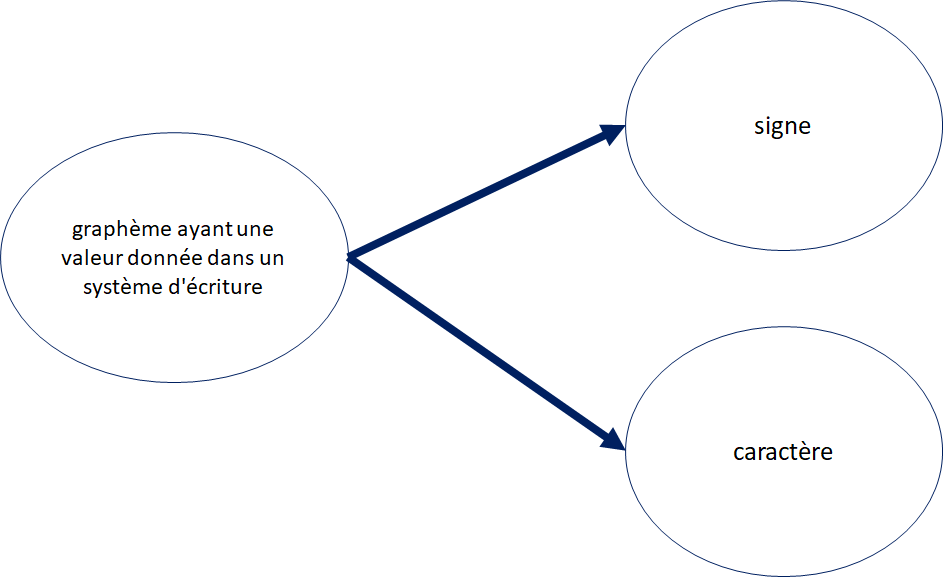 graphème ayant une
valeur donnée dans un
système d'écriture
signe
caractère